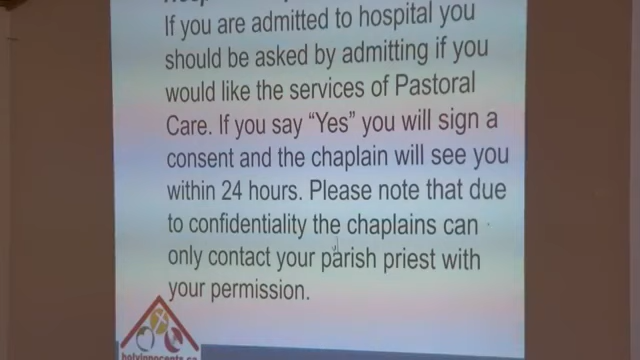 If you are admitted to hospital you
should be asked by admitting if you
would like the services of Pastoral
Care. If you say “Yes” you will sign a
consent and the chaplain will see you
within 24 hours. Please note that due
to confidentiality the chaplains can
only contact your parish priest with
your permission.
holyinnocents.ca